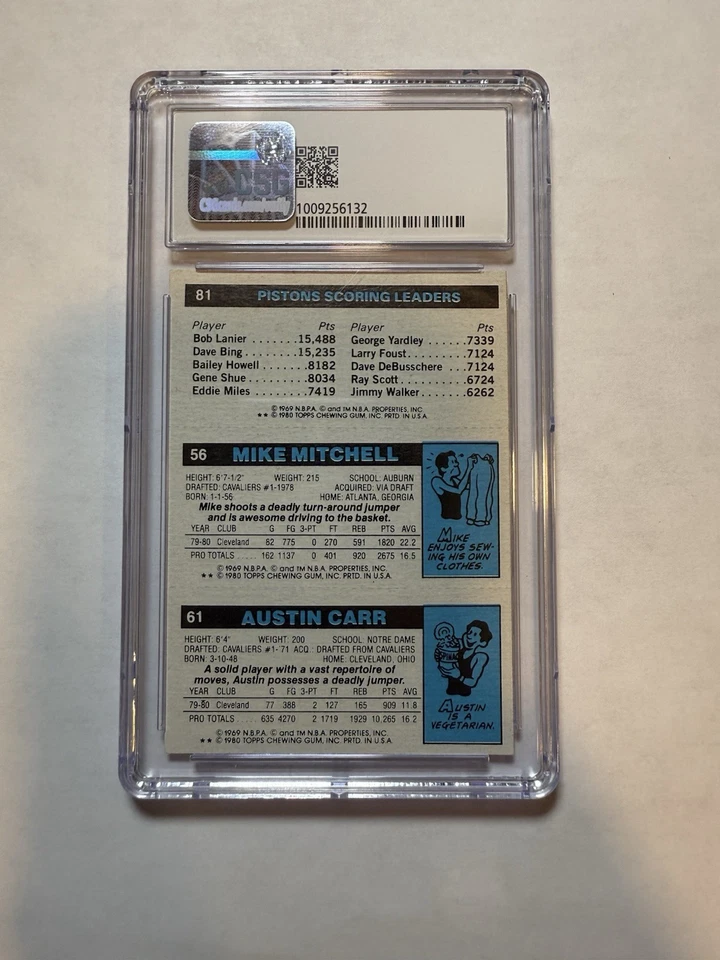 CSG
1009256132
81 PISTONS SCORING LEADERS
Player Pts Player Pts
Bob Lanier .......15,488 George Yardley ......7339
Dave Bing ........15,235 Larry Foust........7124
Bailey Howell .......8182 Dave DeBusschere ...7124
Gene Shue .........8034 Ray Scott..........6724
Eddie Miles ........7419 Jimmy Walker.......6262
© 1969 N.B.P.A. © and TM N.B.A. PROPERTIES, INC.
★★ © 1980 TOPPS CHEWING GUM, INC. PRTD. IN U.S.A.
56 MIKE MITCHELL
HEIGHT: 6'7-1/2" WEIGHT: 215 SCHOOL: AUBURN
DRAFTED: CAVALIERS #1-1978 ACQUIRED: VIA DRAFT
BORN: 1-1-56 HOME: ATLANTA, GEORGIA
Mike shoots a deadly turn-around jumper
and is awesome driving to the basket.
YEAR CLUB G FG 3-PT FT REB PTS AVG
79-80 Cleveland 82 775 0 270 591 1820 22.2
PRO TOTALS ..... 162 1137 0 401 920 2675 16.5
© 1969 N.B.P.A. © and TM N.B.A. PROPERTIES, INC.
★★ © 1980 TOPPS CHEWING GUM, INC. PRTD. IN U.S.A.
MIKE
ENJOYS SEW-
ING HIS OWN
CLOTHES.
61 AUSTIN CARR
HEIGHT: 6'4" WEIGHT: 200 SCHOOL: NOTRE DAME
DRAFTED: CAVALIERS #1-'71 ACQ.: DRAFTED FROM CAVALIERS
BORN: 3-10-48 HOME: CLEVELAND, OHIO
A solid player with a vast repertoire of
moves, Austin possesses a deadly jumper.
YEAR CLUB G FG 3-PT FT REB PTS AVG
79-80 Cleveland 77 388 2 127 165 909 11.8
PRO TOTALS ..... 635 4270 2 1719 1929 10,265 16.2
© 1969 N.B.P.A. © and TM N.B.A. PROPERTIES, INC.
★★ © 1980 TOPPS CHEWING GUM, INC. PRTD. IN U.S.A.
AUSTIN
IS A
VEGETARIAN.